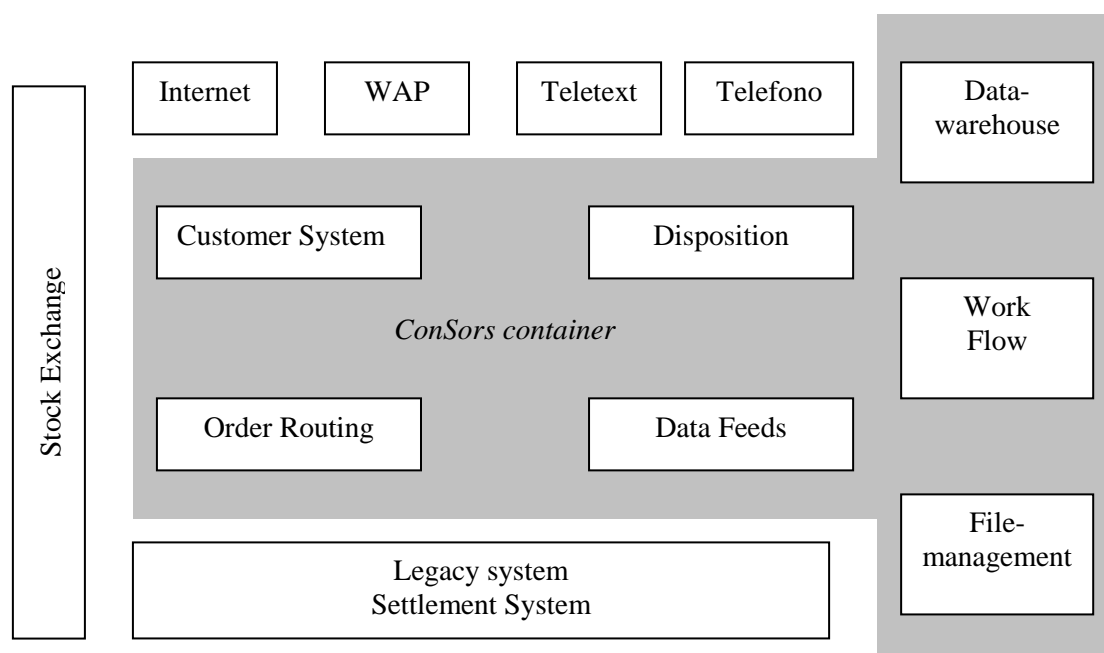 Internet
WAP
Teletext
Telefono
Data-
warehouse
Stock Exchange
Customer System
Disposition
ConSors container
Work
Flow
Order Routing
Data Feeds
File-
management
Legacy system
Settlement System